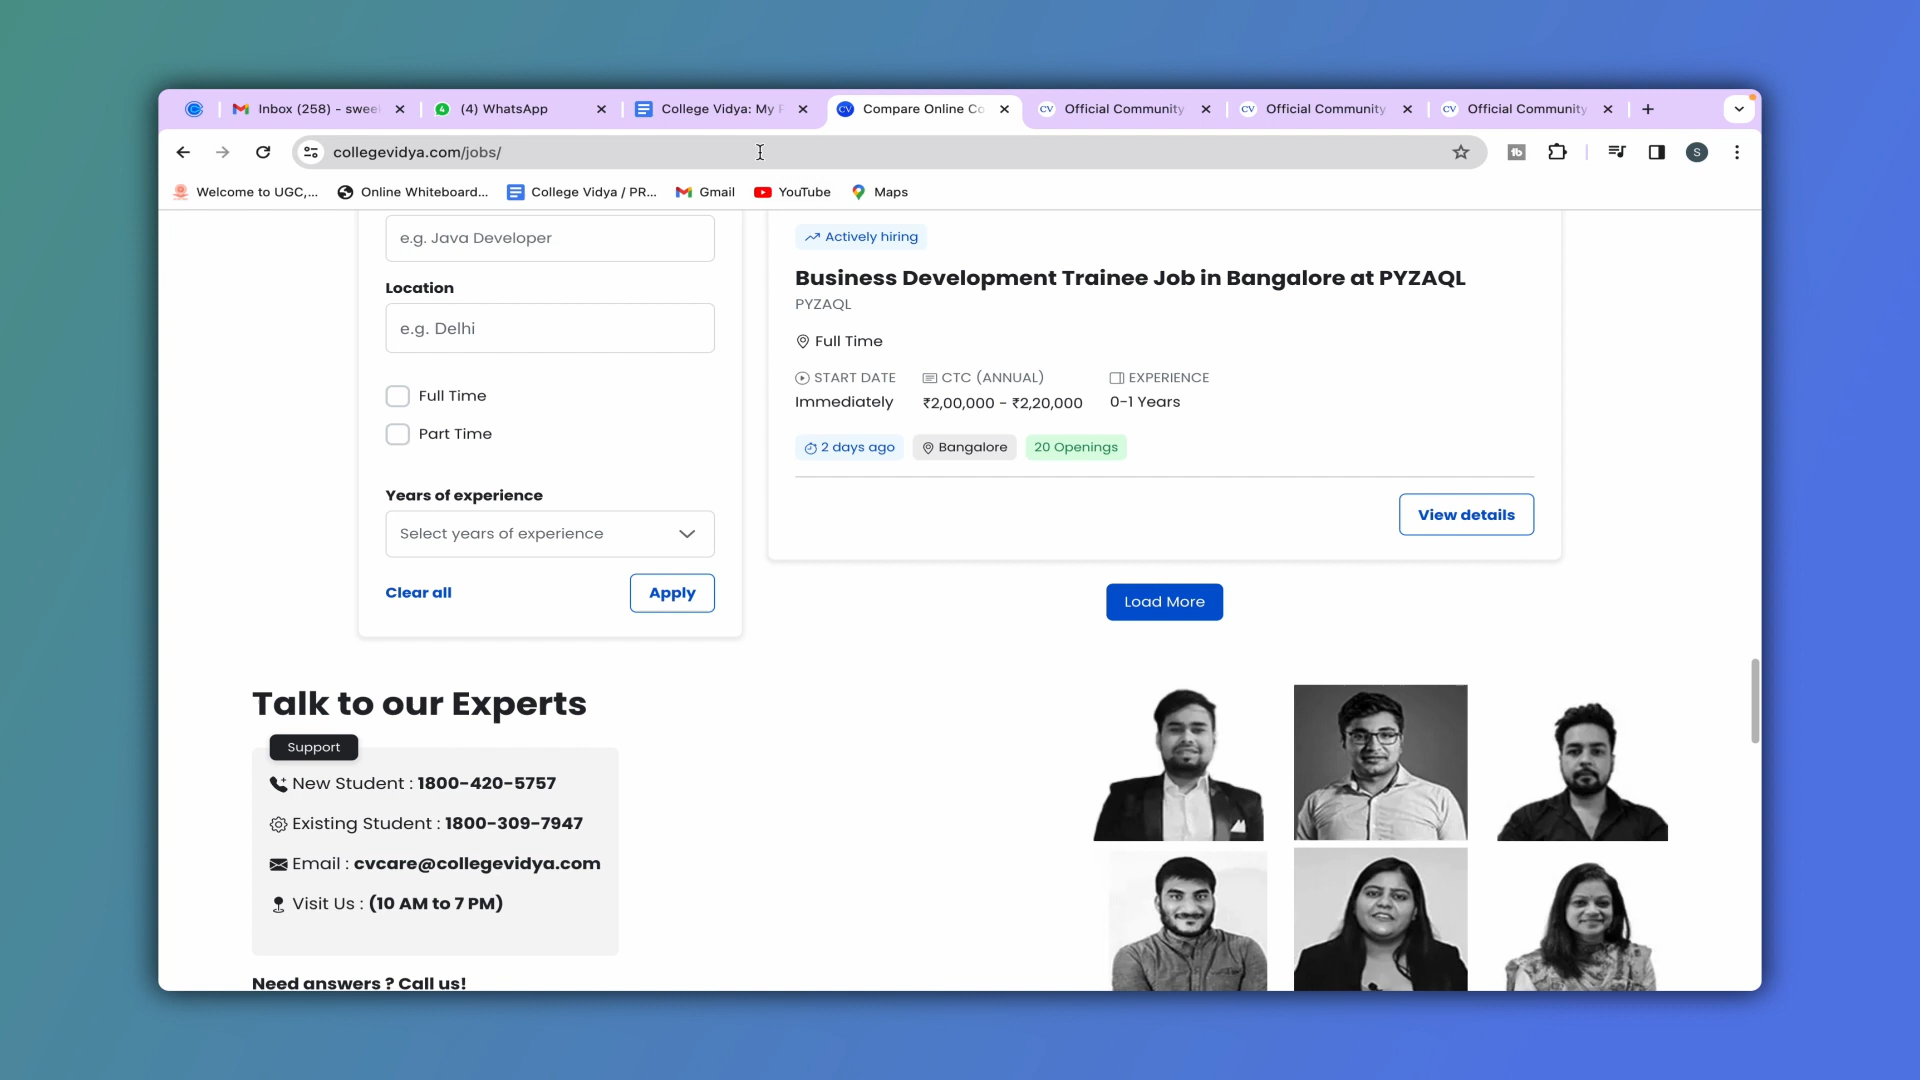 Inbox (258) - swee
4
(4) WhatsApp
College Vidya: My
CV
Compare Online Co
CV
Official Community
CV
Official Community
CV
Official Community
collegevidya.com/jobs/
tb
S
Welcome to UGC,...
Online Whiteboard...
College Vidya / PR...
Gmail
YouTube
Maps
e.g. Java Developer
Location
e.g. Delhi
Full Time
Part Time
Years of experience
Select years of experience
Clear all
Apply
Actively hiring
Business Development Trainee Job in Bangalore at PYZAQL
PYZAQL
Full Time
START DATE
CTC (ANNUAL)
EXPERIENCE
Immediately
₹2,00,000 - ₹2,20,000
0-1 Years
2 days ago
Bangalore
20 Openings
View details
Load More
Talk to our Experts
Support
New Student : 1800-420-5757
Existing Student : 1800-309-7947
Email : cvcare@collegevidya.com
Visit Us : (10 AM to 7 PM)
Need answers ? Call us!